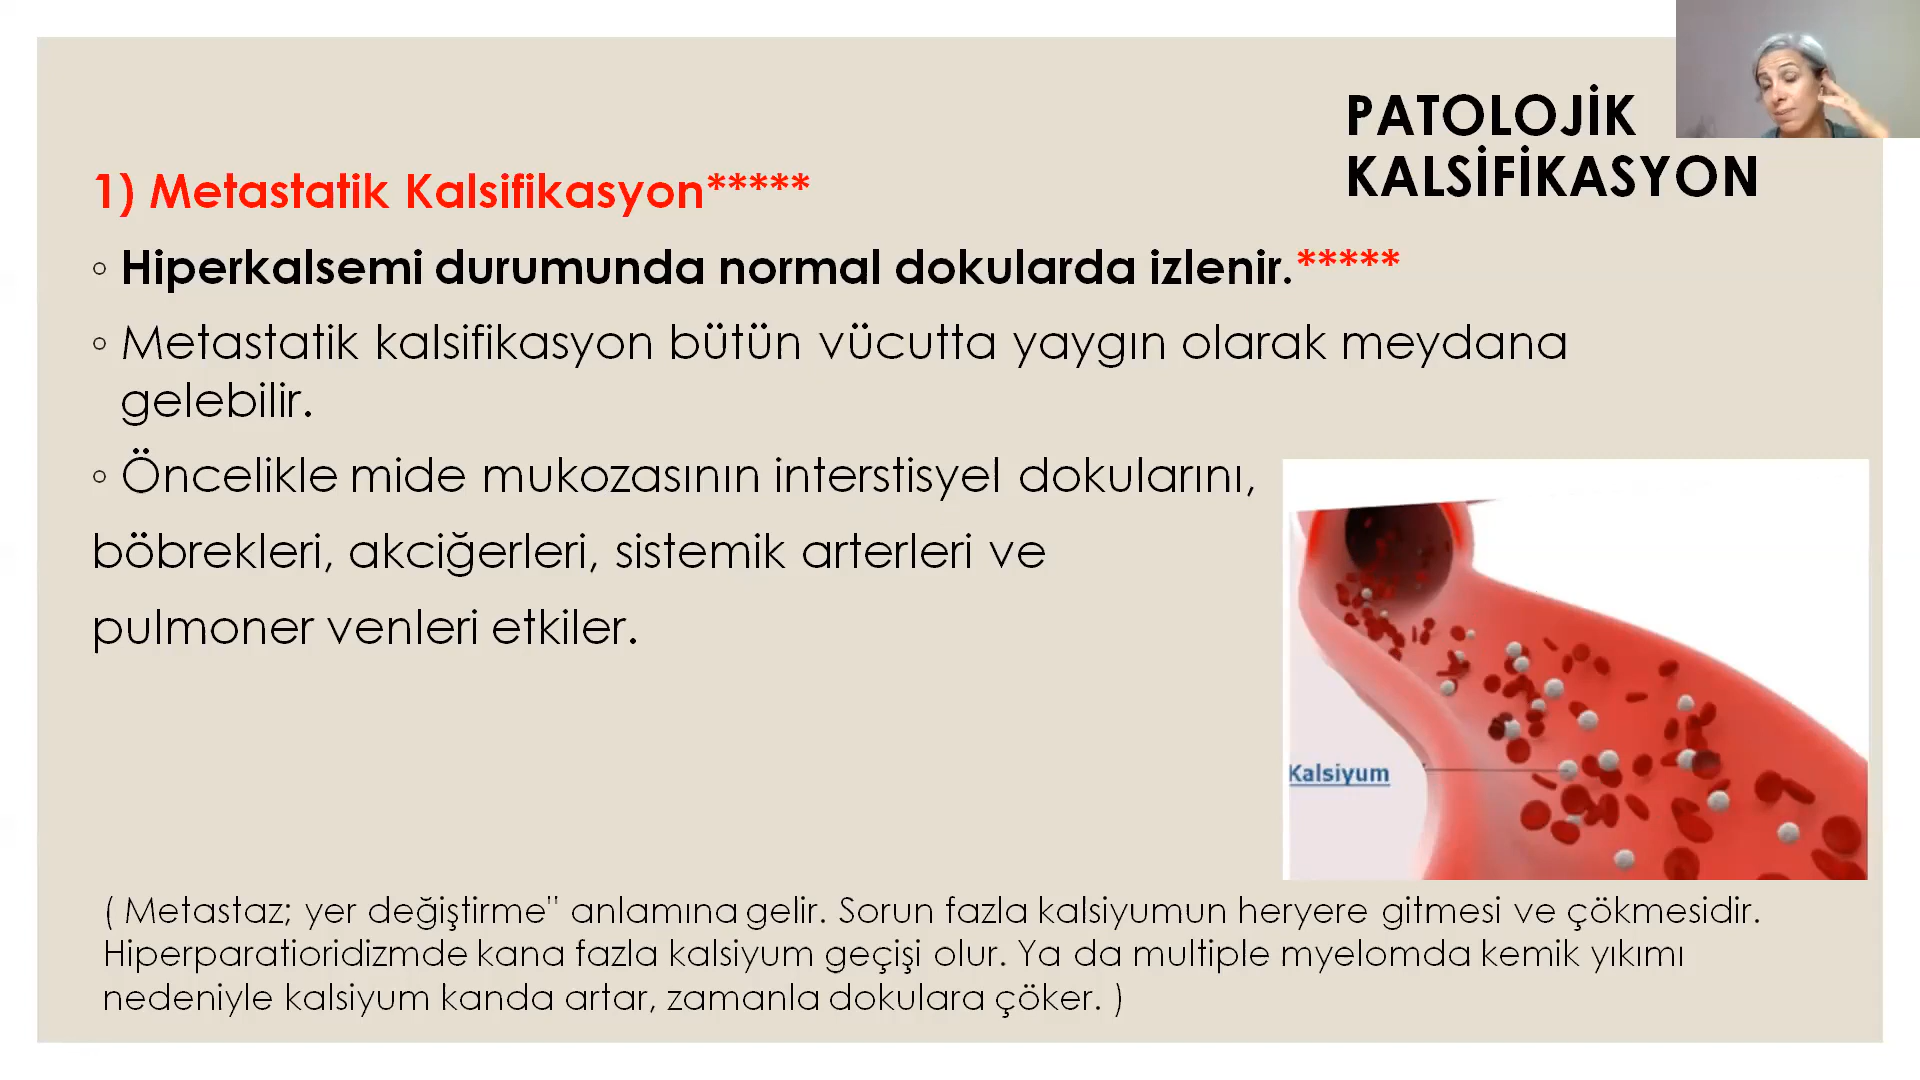 PATOLOJİK
KALSİFİKASYON
1) Metastatik Kalsifikasyon*****
◦ Hiperkalsemi durumunda normal dokularda izlenir.*****
◦ Metastatik kalsifikasyon bütün vücutta yaygın olarak meydana
gelebilir.
◦ Öncelikle mide mukozasının interstisyel dokularını,
böbrekleri, akciğerleri, sistemik arterleri ve
pulmoner venleri etkiler.
Kalsiyum
( Metastaz; yer değiştirme" anlamına gelir. Sorun fazla kalsiyumun heryere gitmesi ve çökmesidir.
Hiperparatioridizmde kana fazla kalsiyum geçişi olur. Ya da multiple myelomda kemik yıkımı
nedeniyle kalsiyum kanda artar, zamanla dokulara çöker. )